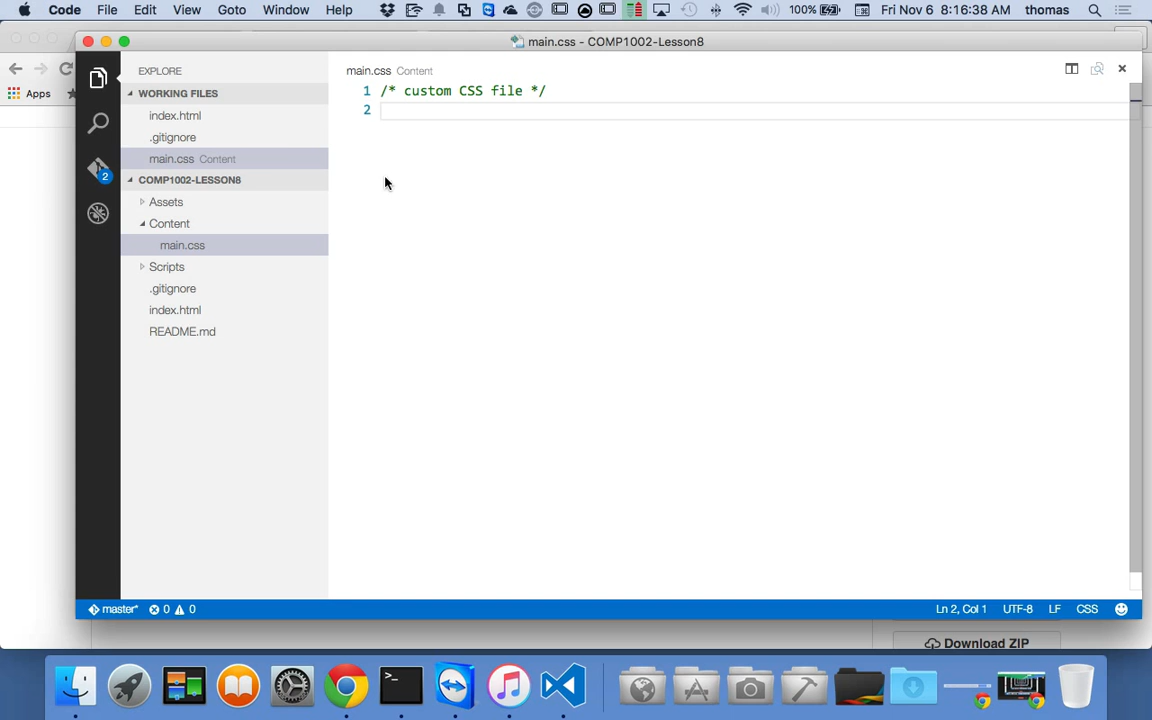 Code File Edit View Goto Window Help 100% Fri Nov 6 8:16:38 AM thomas
main.css - COMP1002-Lesson8
Apps
EXPLORE
WORKING FILES
index.html
.gitignore
main.css Content
COMP1002-LESSON8
Assets
Content
main.css
Scripts
.gitignore
index.html
README.md
main.css Content
1 /* custom CSS file */
2
2
master* 0 0 Ln 2, Col 1 UTF-8 LF CSS
Download ZIP
>_